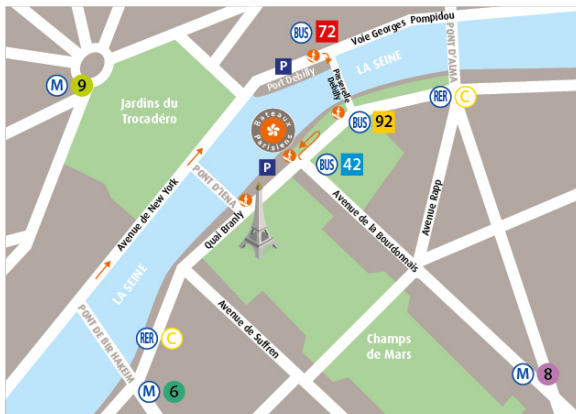 BUS 72
Voie Georges Pompidou
PONT D'ALMA
P
Port Debilly
LA SEINE
M 9
Passerelle
Debilly
RER C
Jardins du
Trocadéro
Bateaux
Parisiens
BUS 92
P
BUS 42
PONT D'IENA
Avenue de New York
Quai Branly
Avenue de la Bourdonnais
Avenue Rapp
LA SEINE
PONT DE BIR HAKEIM
Avenue de Suffren
RER C
Champs
de Mars
M 6
M 8